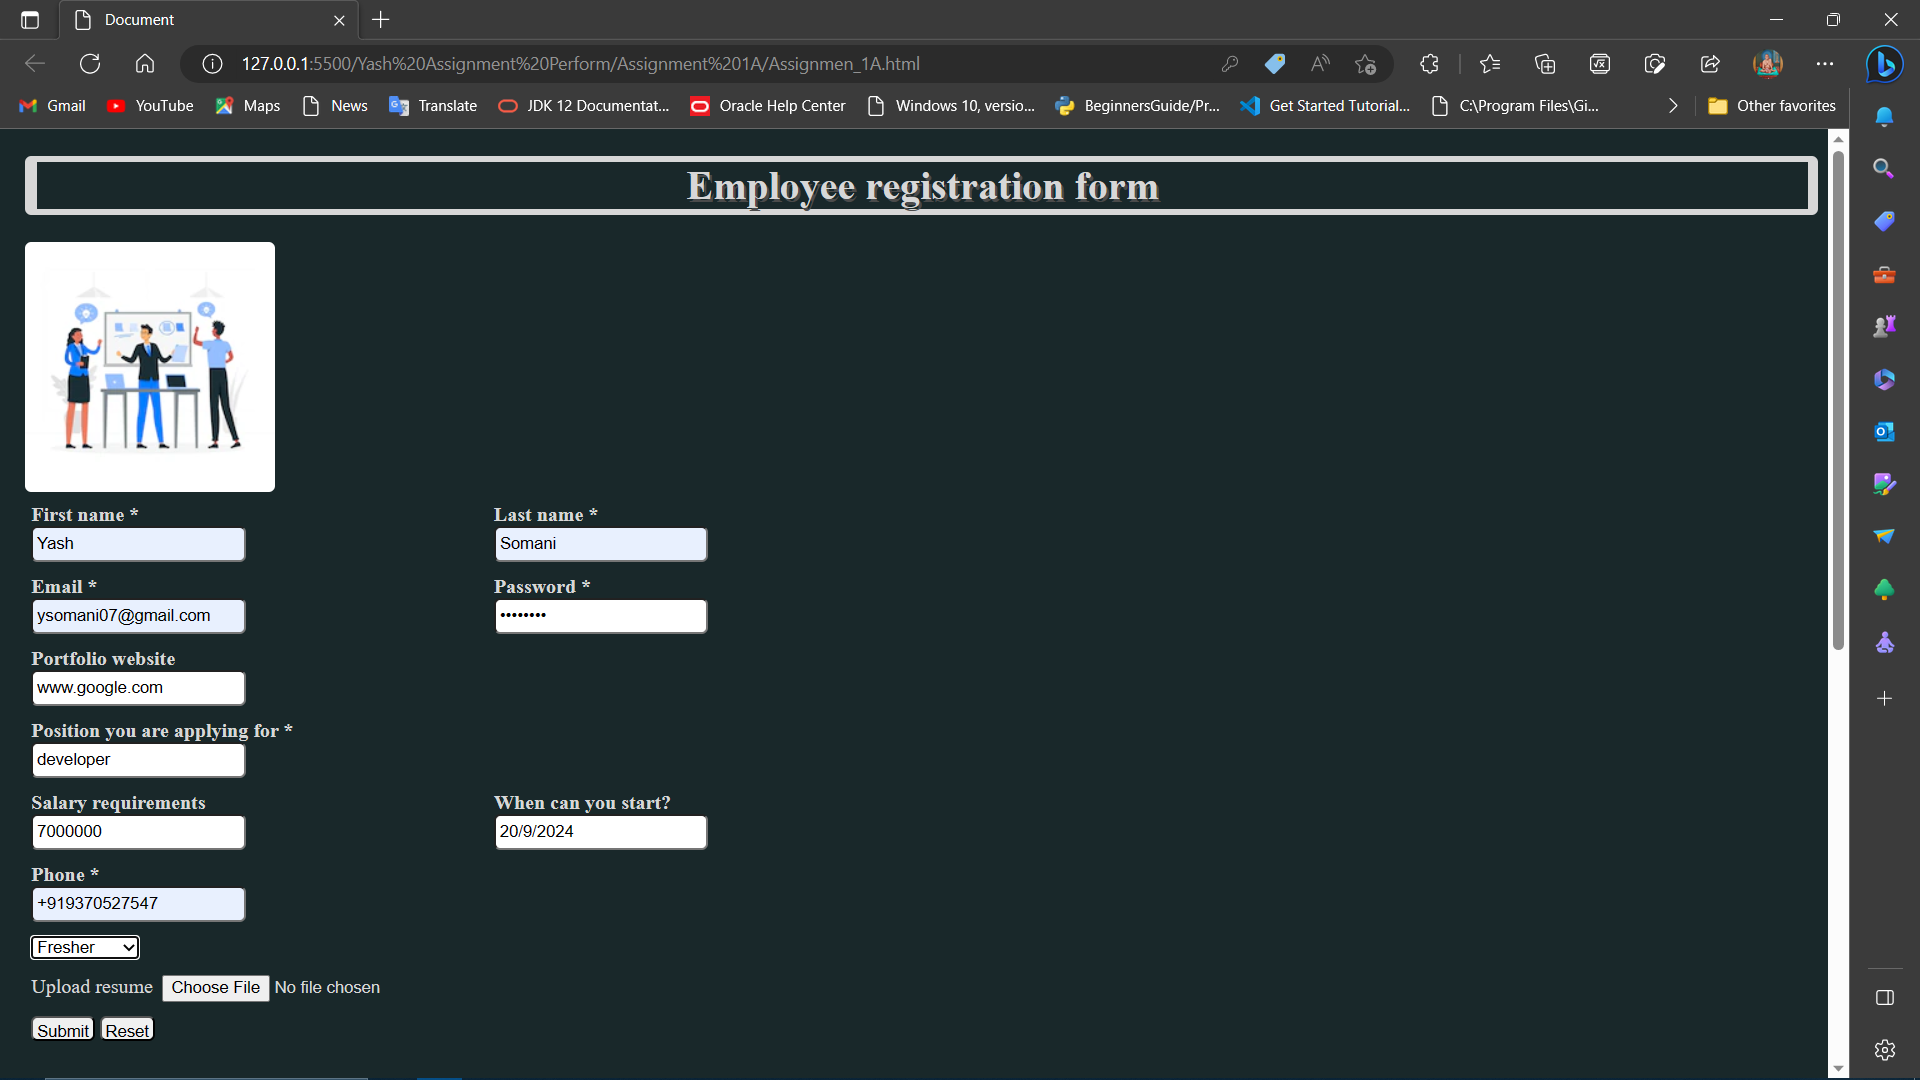 Document
127.0.0.1:5500/Yash%20Assignment%20Perform/Assignment%201A/Assignmen_1A.html
Gmail YouTube Maps News Translate JDK 12 Documentat... Oracle Help Center Windows 10, versio... BeginnersGuide/Pr... Get Started Tutorial... C:\Program Files\Gi... Other favorites
Employee registration form
First name * Last name *
Yash Somani
Email * Password *
ysomani07@gmail.com ••••••••
Portfolio website
www.google.com
Position you are applying for *
developer
Salary requirements When can you start?
7000000 20/9/2024
Phone *
+919370527547
Fresher
Upload resume Choose File No file chosen
Submit Reset